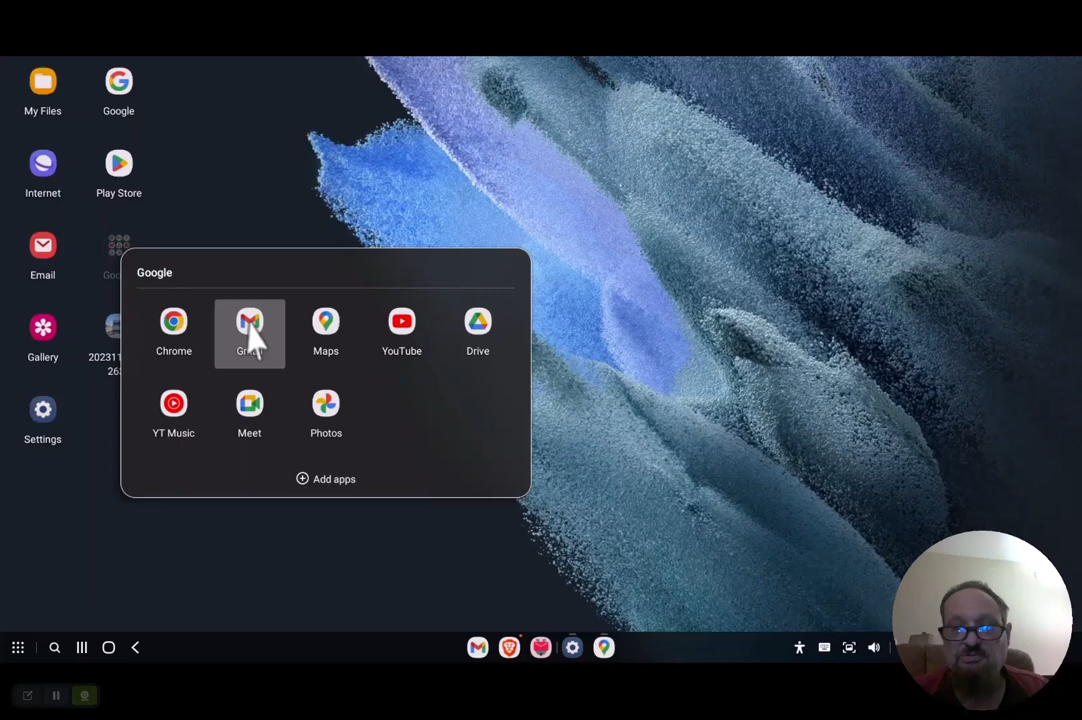 My Files
Google
Internet
Play Store
Email
Google
Chrome
Maps
YouTube
Drive
Gallery
YT Music
Meet
Photos
Settings
Add apps